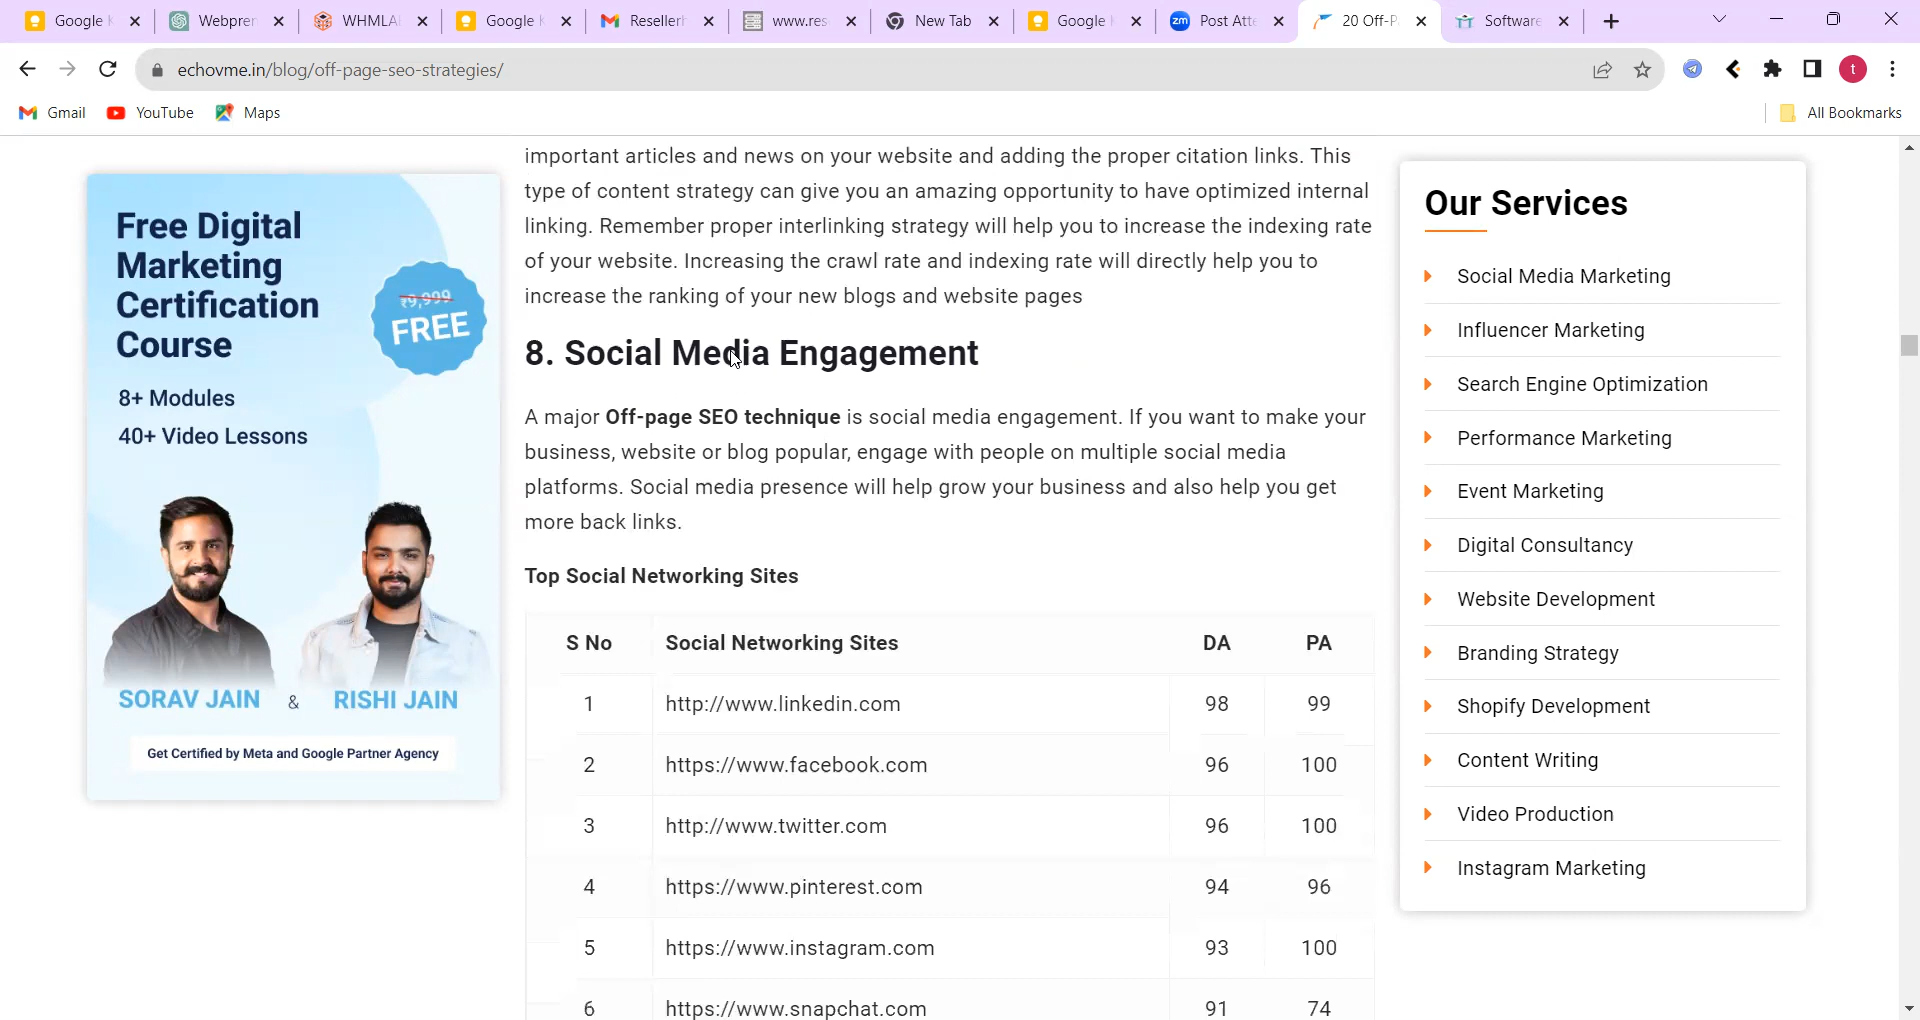 Google K
Webpren
WHMLA
Google K
Resellerh
www.res
New Tab
Google K
Post Atte
20 Off-P
Software
echovme.in/blog/off-page-seo-strategies/
t
Gmail
YouTube
Maps
All Bookmarks
Free Digital
Marketing
Certification
Course
₹9,999
FREE
8+ Modules
40+ Video Lessons
SORAV JAIN & RISHI JAIN
Get Certified by Meta and Google Partner Agency
important articles and news on your website and adding the proper citation links. This
type of content strategy can give you an amazing opportunity to have optimized internal
linking. Remember proper interlinking strategy will help you to increase the indexing rate
of your website. Increasing the crawl rate and indexing rate will directly help you to
increase the ranking of your new blogs and website pages
8. Social Media Engagement
A major Off-page SEO technique is social media engagement. If you want to make your
business, website or blog popular, engage with people on multiple social media
platforms. Social media presence will help grow your business and also help you get
more back links.
Top Social Networking Sites
S No Social Networking Sites DA PA
1 http://www.linkedin.com 98 99
2 https://www.facebook.com 96 100
3 http://www.twitter.com 96 100
4 https://www.pinterest.com 94 96
5 https://www.instagram.com 93 100
6 https://www.snapchat.com 91 74
Our Services
Social Media Marketing
Influencer Marketing
Search Engine Optimization
Performance Marketing
Event Marketing
Digital Consultancy
Website Development
Branding Strategy
Shopify Development
Content Writing
Video Production
Instagram Marketing